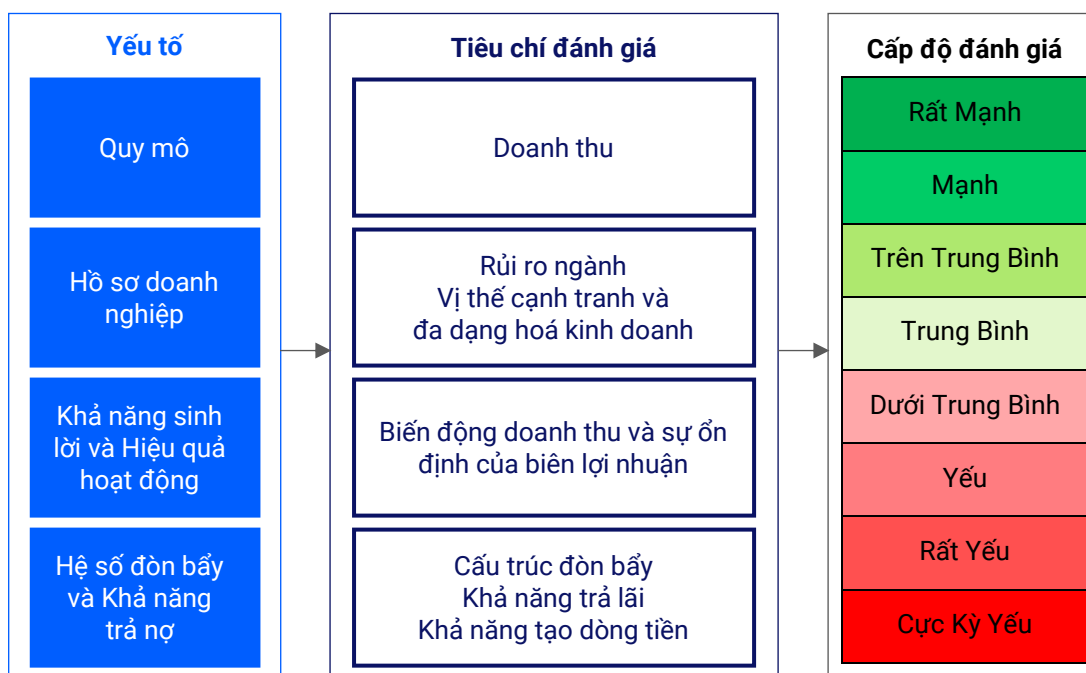 Yếu tố
Quy mô
Hồ sơ doanh
nghiệp
Khả năng sinh
lời và Hiệu quả
hoạt động
Hệ số đòn bẩy
và Khả năng
trả nợ
Tiêu chí đánh giá
Doanh thu
Rủi ro ngành
Vị thế cạnh tranh và
đa dạng hoá kinh doanh
Biến động doanh thu và sự ổn
định của biên lợi nhuận
Cấu trúc đòn bẩy
Khả năng trả lãi
Khả năng tạo dòng tiền
Cấp độ đánh giá
Rất Mạnh
Mạnh
Trên Trung Bình
Trung Bình
Dưới Trung Bình
Yếu
Rất Yếu
Cực Kỳ Yếu